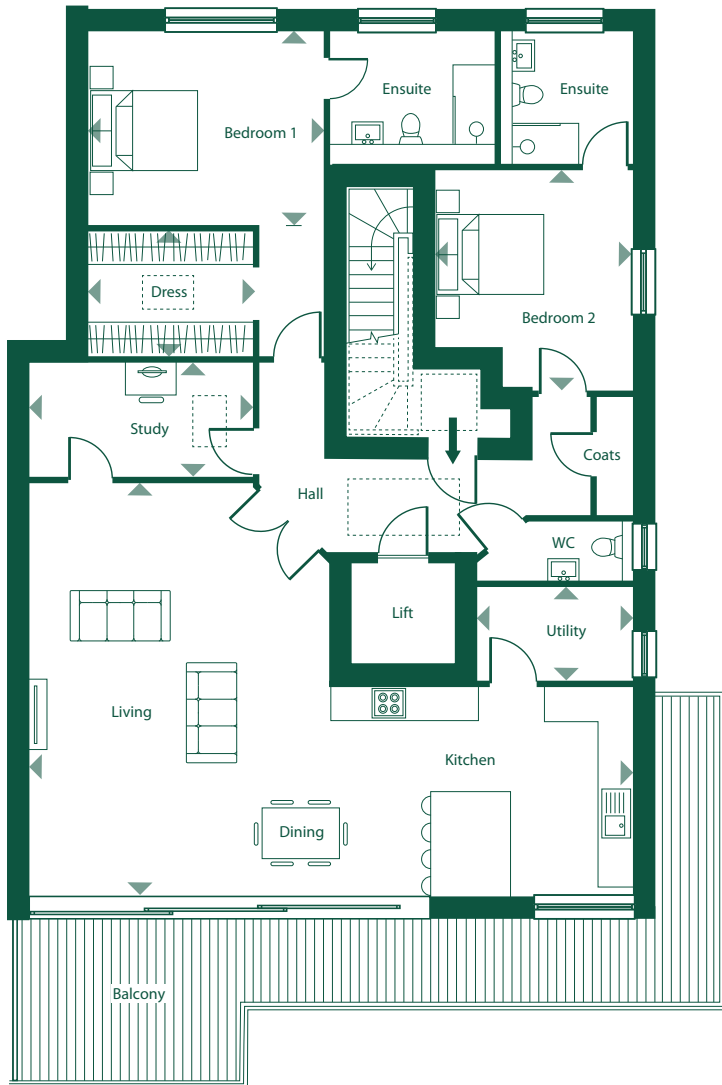 Ensuite
Ensuite
Bedroom 1
Dress
Bedroom 2
Study
Coats
Hall
WC
Lift
Utility
Living
Kitchen
Dining
Balcony